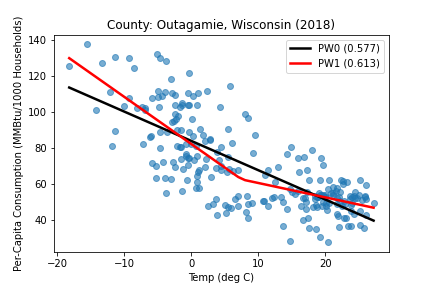 County: Outagamie, Wisconsin (2018)
Per-Capita Consumption (MMBtu/1000 Households)
140
120
100
80
60
40
PW0 (0.577)
PW1 (0.613)
−20
−10
0
10
20
Temp (deg C)